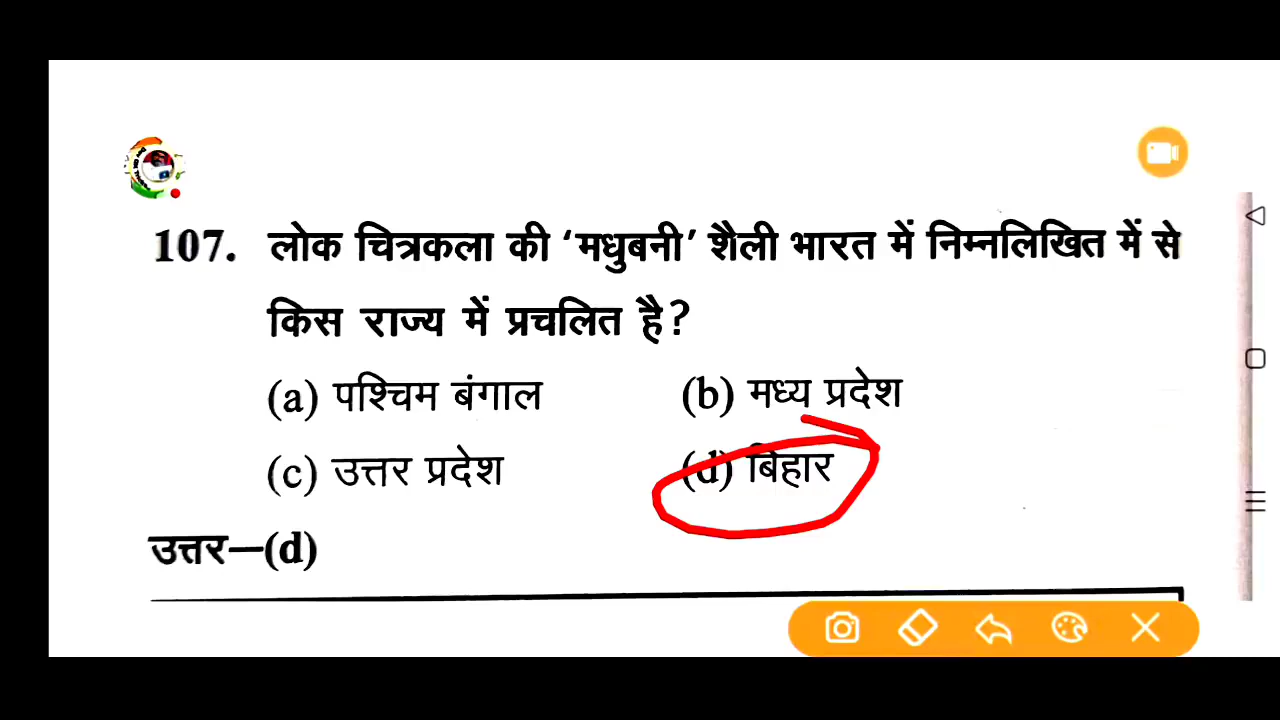 107. लोक चित्रकला की ‘मधुबनी’ शैली भारत में निम्नलिखित में से
किस राज्य में प्रचलित है?
(a) पश्चिम बंगाल (b) मध्य प्रदेश
(c) उत्तर प्रदेश (d) बिहार
उत्तर—(d)